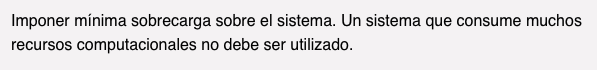 Imponer mínima sobrecarga sobre el sistema. Un sistema que consume muchos
recursos computacionales no debe ser utilizado.